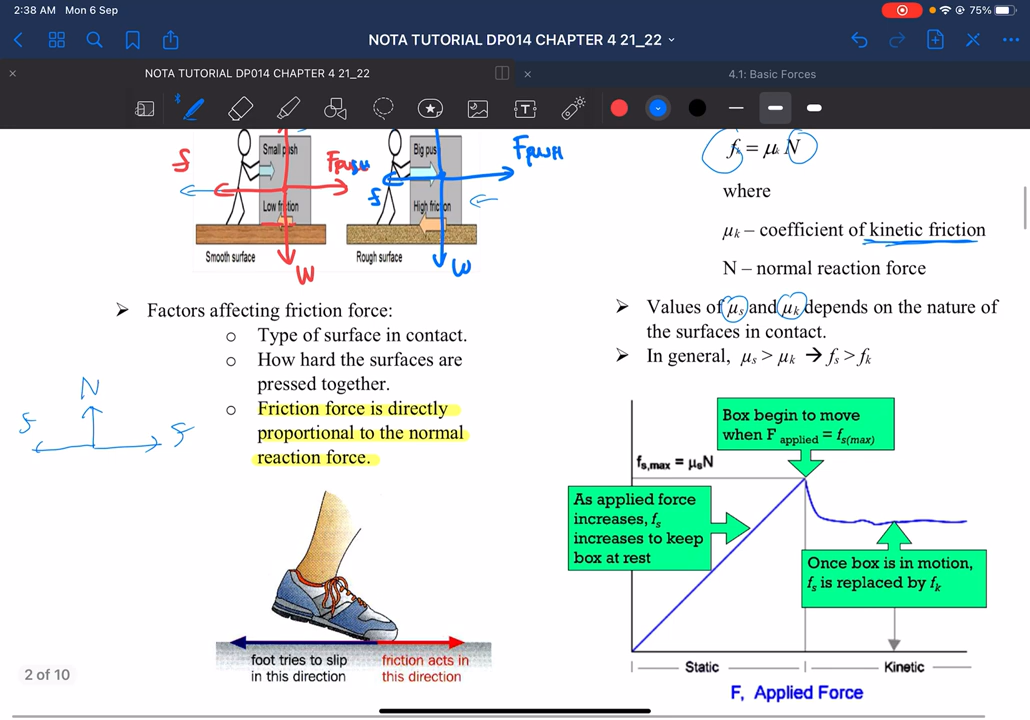 2:38 AM Mon 6 Sep
75%
NOTA TUTORIAL DP014 CHAPTER 4 21_22
NOTA TUTORIAL DP014 CHAPTER 4 21_22
4.1: Basic Forces
Small push
f
Low friction
W
Smooth surface
Big push
FPUSH
f
High friction
W
Rough surface
➢ Factors affecting friction force:
o Type of surface in contact.
o How hard the surfaces are
pressed together.
o Friction force is directly
proportional to the normal
reaction force.
N
f
f
foot tries to slip
in this direction
friction acts in
this direction
2 of 10
fₖ = μₖ N
where
μₖ – coefficient of kinetic friction
N – normal reaction force
➢ Values of μₛ and μₖ depends on the nature of
the surfaces in contact.
➢ In general, μₛ > μₖ → fₛ > fₖ
Box begin to move
when F applied = fs(max)
fs,max = μsN
As applied force
increases, fs
increases to keep
box at rest
Once box is in motion,
fs is replaced by fk
Static
Kinetic
F, Applied Force